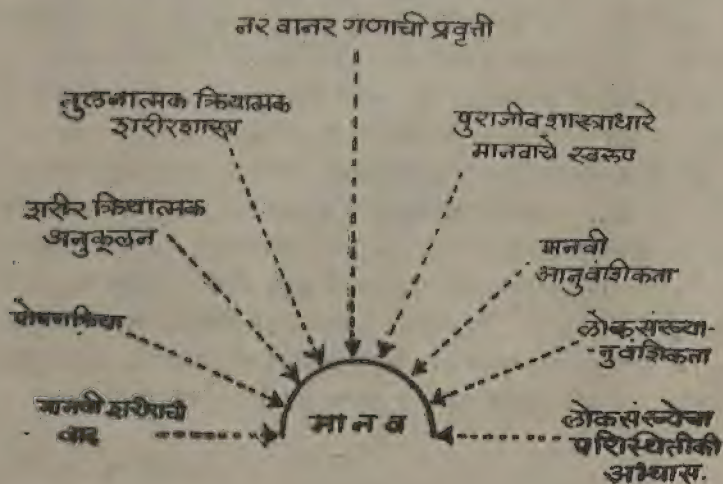 नर वानर गणाची प्रवृत्ती
तुलनात्मक क्रियात्मक
शरीरशास्त्र
पुराजीव शास्त्राधारे
मानवाचे स्वरूप
शरीर क्रियात्मक
अनुकूलन
मानवी
आनुवंशिकता
पोषणक्रिया
लोकसंख्या-
-नुवंशिकता
मानवी शरीराची
वाढ
मानव
लोकसंख्येचा
परिस्थितीकी
अभ्यास.